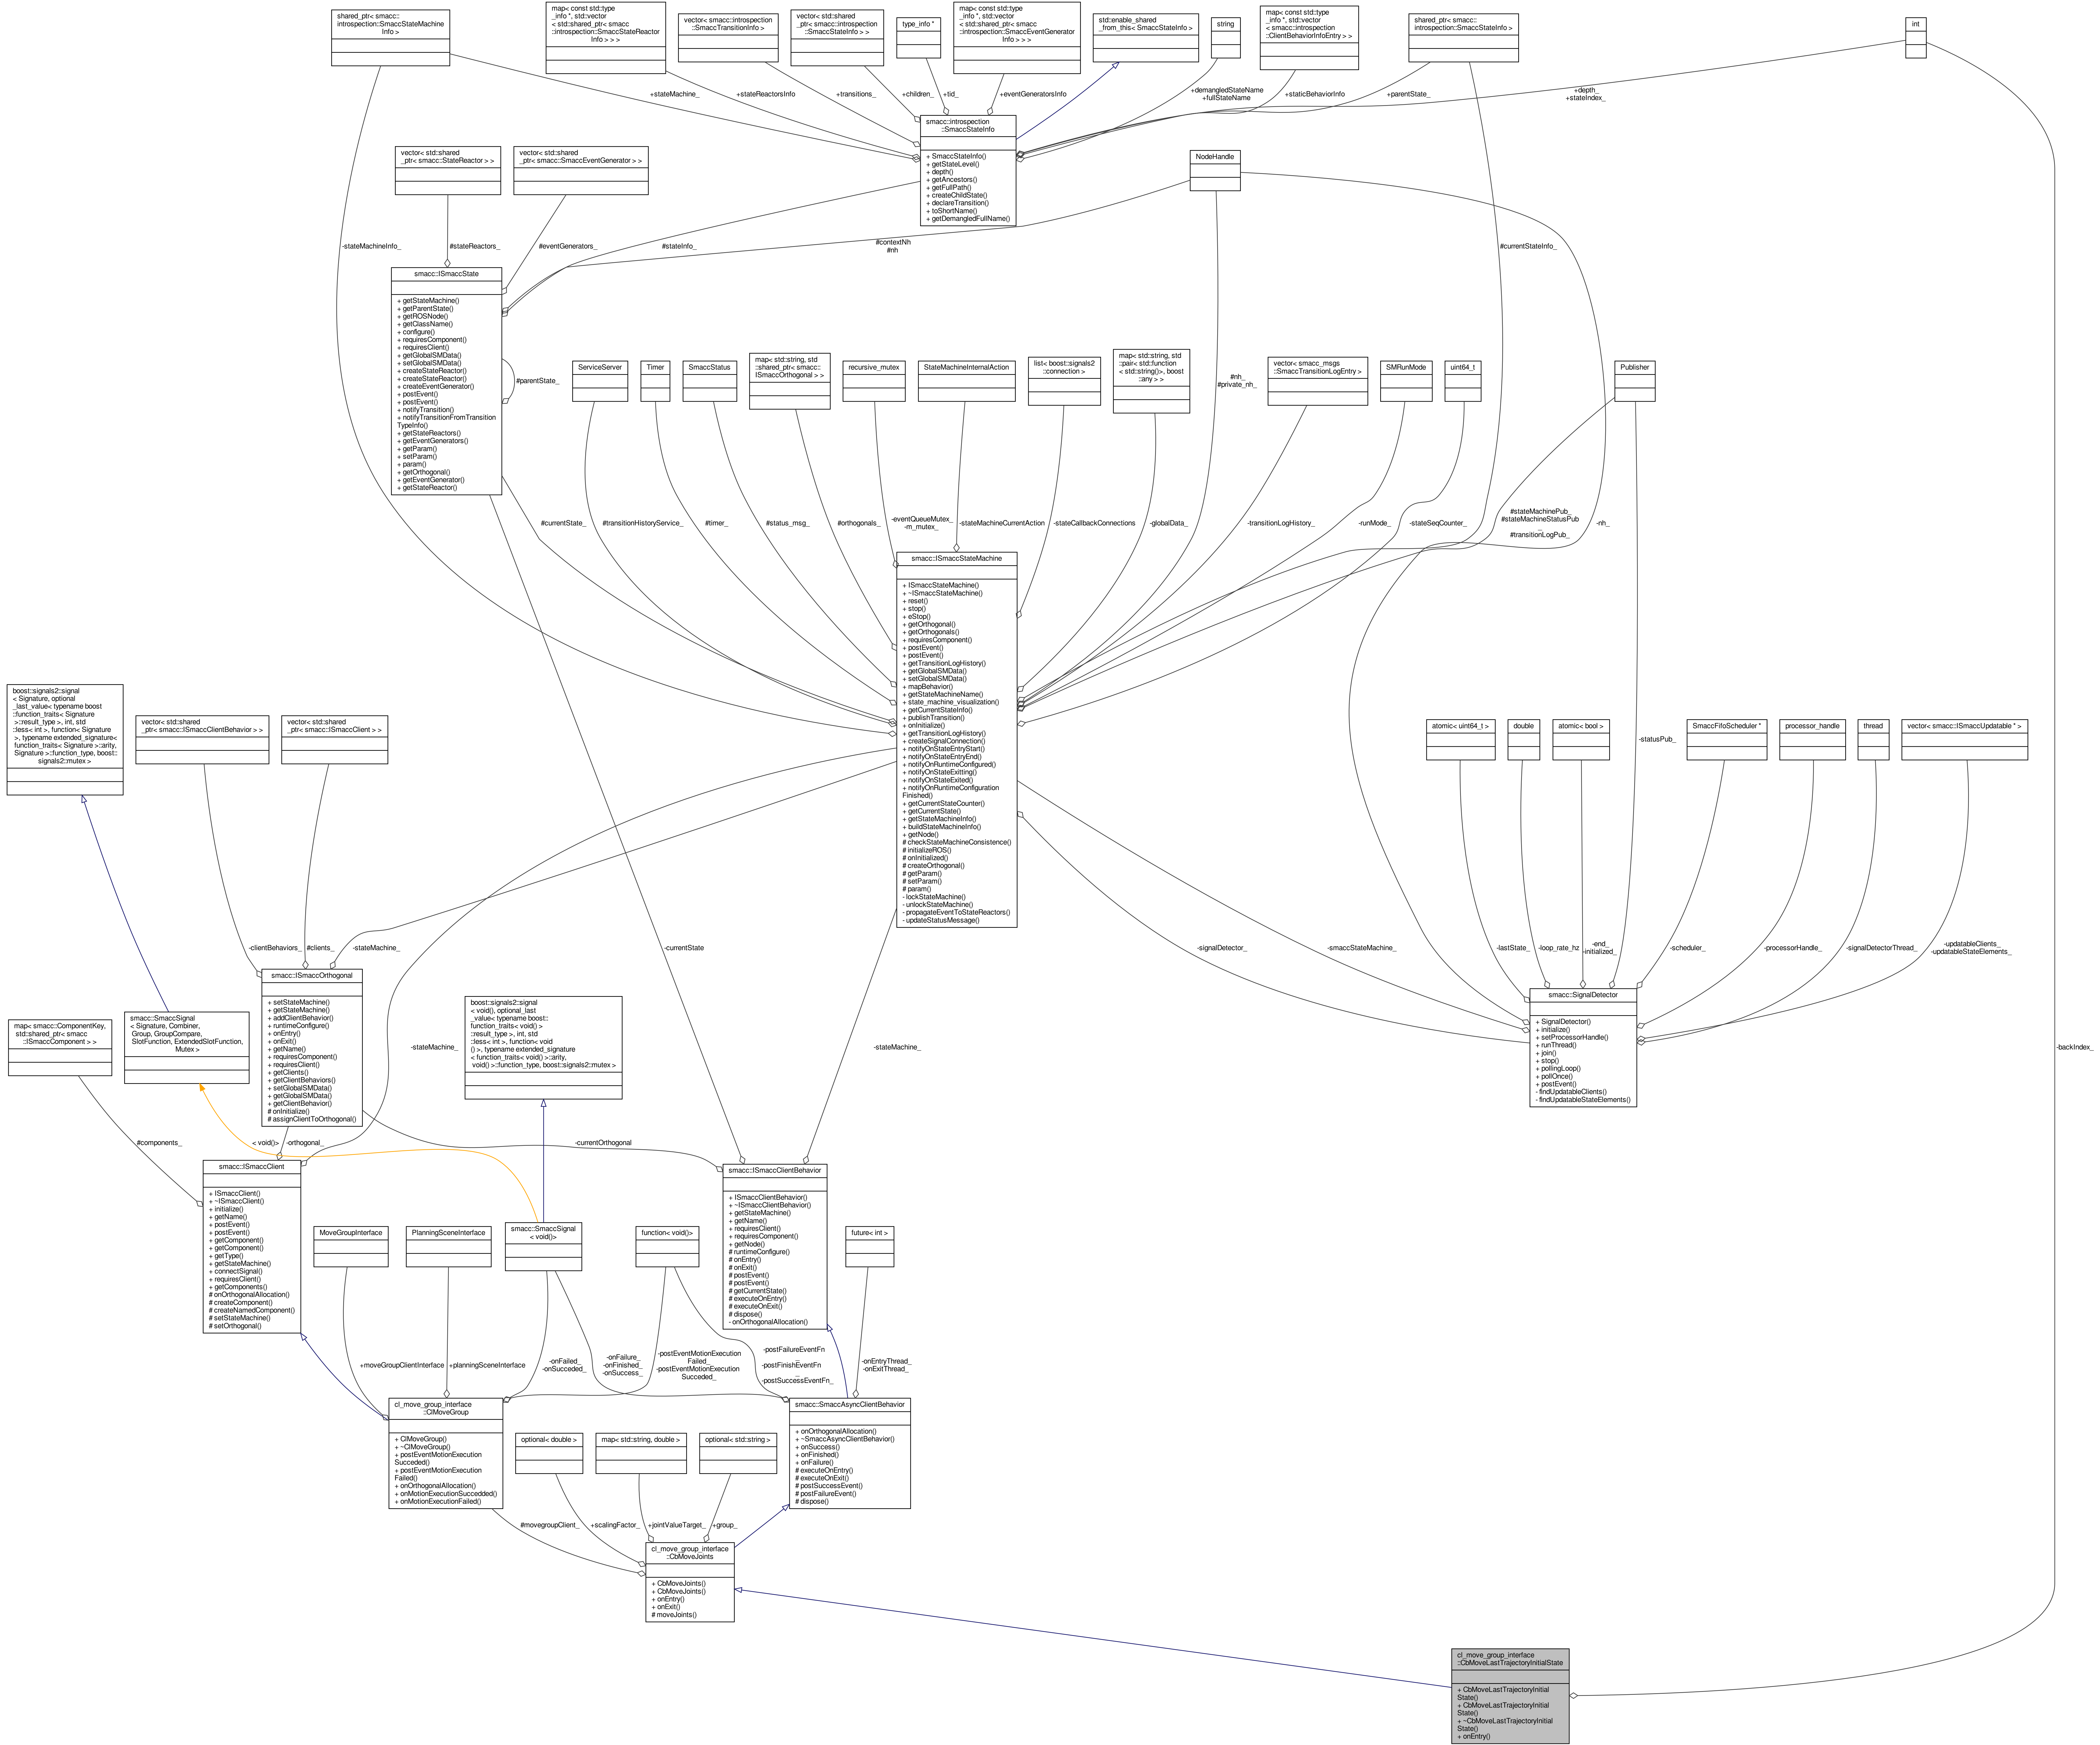 shared_ptr< smacc::
introspection::SmaccStateMachine
Info >
map< const std::type
_info *, std::vector
< std::shared_ptr< smacc
::introspection::SmaccStateReactor
Info > > >
vector< smacc::introspection
::SmaccTransitionInfo >
vector< std::shared
_ptr< smacc::introspection
::SmaccStateInfo > >
type_info *
map< const std::type
_info *, std::vector
< std::shared_ptr< smacc
::introspection::SmaccEventGenerator
Info > > >
std::enable_shared
_from_this< SmaccStateInfo >
string
map< const std::type
_info *, std::vector
< smacc::introspection
::ClientBehaviorInfoEntry > >
shared_ptr< smacc::
introspection::SmaccStateInfo >
int
+stateMachine_
+stateReactorsInfo
+transitions_
+children_
+tid_
+eventGeneratorsInfo
+demangledStateName
+fullStateName
+staticBehaviorInfo
+parentState_
+depth_
+stateIndex_
smacc::introspection
::SmaccStateInfo
+ SmaccStateInfo()
+ getStateLevel()
+ depth()
+ getAncestors()
+ getFullPath()
+ createChildState()
+ declareTransition()
+ toShortName()
+ getDemangledFullName()
vector< std::shared
_ptr< smacc::StateReactor > >
vector< std::shared
_ptr< smacc::SmaccEventGenerator > >
NodeHandle
-stateMachineInfo_
#stateReactors_
#eventGenerators_
#stateInfo_
#contextNh
#nh
#currentStateInfo_
smacc::ISmaccState
+ getStateMachine()
+ getParentState()
+ getROSNode()
+ getClassName()
+ configure()
+ requiresComponent()
+ requiresClient()
+ getGlobalSMData()
+ setGlobalSMData()
+ createStateReactor()
+ createStateReactor()
+ createEventGenerator()
+ postEvent()
+ postEvent()
+ notifyTransition()
+ notifyTransitionFromTransition
TypeInfo()
+ getStateReactors()
+ getEventGenerators()
+ getParam()
+ setParam()
+ param()
+ getOrthogonal()
+ getEventGenerator()
+ getStateReactor()
#parentState_
ServiceServer
Timer
SmaccStatus
map< std::string, std
::shared_ptr< smacc::
ISmaccOrthogonal > >
recursive_mutex
StateMachineInternalAction
list< boost::signals2
::connection >
map< std::string, std
::pair< std::function
< std::string()>, boost
::any > >
#nh_
#private_nh_
vector< smacc_msgs
::SmaccTransitionLogEntry >
SMRunMode
uint64_t
Publisher
#currentState_
#transitionHistoryService_
#timer_
#status_msg_
#orthogonals_
-eventQueueMutex_
-m_mutex_
-stateMachineCurrentAction
-stateCallbackConnections
-globalData_
-transitionLogHistory_
-runMode_
-stateSeqCounter_
#stateMachinePub_
#stateMachineStatusPub
_
#transitionLogPub_
-nh_
smacc::ISmaccStateMachine
+ ISmaccStateMachine()
+ ~ISmaccStateMachine()
+ reset()
+ stop()
+ eStop()
+ getOrthogonal()
+ getOrthogonals()
+ requiresComponent()
+ postEvent()
+ postEvent()
+ getTransitionLogHistory()
+ getGlobalSMData()
+ setGlobalSMData()
+ mapBehavior()
+ getStateMachineName()
+ state_machine_visualization()
+ getCurrentStateInfo()
+ publishTransition()
+ onInitialize()
+ getTransitionLogHistory()
+ createSignalConnection()
+ notifyOnStateEntryStart()
+ notifyOnStateEntryEnd()
+ notifyOnRuntimeConfigured()
+ notifyOnStateExitting()
+ notifyOnStateExited()
+ notifyOnRuntimeConfiguration
Finished()
+ getCurrentStateCounter()
+ getCurrentState()
+ getStateMachineInfo()
+ buildStateMachineInfo()
+ getNode()
# checkStateMachineConsistence()
# initializeROS()
# onInitialized()
# createOrthogonal()
# getParam()
# setParam()
# param()
- lockStateMachine()
- unlockStateMachine()
- propagateEventToStateReactors()
- updateStatusMessage()
boost::signals2::signal
< Signature, optional
_last_value< typename boost
::function_traits< Signature
>::result_type >, int, std
::less< int >, function< Signature
>, typename extended_signature<
function_traits< Signature >::arity,
Signature >::function_type, boost::
signals2::mutex >
vector< std::shared
_ptr< smacc::ISmaccClientBehavior > >
vector< std::shared
_ptr< smacc::ISmaccClient > >
atomic< uint64_t >
double
atomic< bool >
-statusPub_
SmaccFifoScheduler *
processor_handle
thread
vector< smacc::ISmaccUpdatable * >
-clientBehaviors_
#clients_
-stateMachine_
-currentState
-signalDetector_
-smaccStateMachine_
-lastState_
-loop_rate_hz
-end_
-initialized_
-scheduler_
-processorHandle_
-signalDetectorThread_
-updatableClients_
-updatableStateElements_
smacc::ISmaccOrthogonal
+ setStateMachine()
+ getStateMachine()
+ addClientBehavior()
+ runtimeConfigure()
+ onEntry()
+ onExit()
+ getName()
+ requiresComponent()
+ requiresClient()
+ getClients()
+ getClientBehaviors()
+ setGlobalSMData()
+ getGlobalSMData()
+ getClientBehavior()
# onInitialize()
# assignClientToOrthogonal()
smacc::SignalDetector
+ SignalDetector()
+ initialize()
+ setProcessorHandle()
+ runThread()
+ join()
+ stop()
+ pollingLoop()
+ pollOnce()
+ postEvent()
- findUpdatableClients()
- findUpdatableStateElements()
map< smacc::ComponentKey,
std::shared_ptr< smacc
::ISmaccComponent > >
smacc::SmaccSignal
< Signature, Combiner,
Group, GroupCompare,
SlotFunction, ExtendedSlotFunction,
Mutex >
boost::signals2::signal
< void(), optional_last
_value< typename boost::
function_traits< void() >
::result_type >, int, std
::less< int >, function< void
() >, typename extended_signature
< function_traits< void() >::arity,
void() >::function_type, boost::signals2::mutex >
-stateMachine_
-stateMachine_
-backIndex_
#components_
< void()>
-orthogonal_
-currentOrthogonal
smacc::ISmaccClient
+ ISmaccClient()
+ ~ISmaccClient()
+ initialize()
+ getName()
+ postEvent()
+ postEvent()
+ getComponent()
+ getComponent()
+ getType()
+ getStateMachine()
+ connectSignal()
+ requiresClient()
+ getComponents()
# onOrthogonalAllocation()
# createComponent()
# createNamedComponent()
# setStateMachine()
# setOrthogonal()
MoveGroupInterface
PlanningSceneInterface
smacc::SmaccSignal
< void()>
function< void()>
smacc::ISmaccClientBehavior
+ ISmaccClientBehavior()
+ ~ISmaccClientBehavior()
+ getStateMachine()
+ getName()
+ requiresClient()
+ requiresComponent()
+ getNode()
# runtimeConfigure()
# onEntry()
# onExit()
# postEvent()
# postEvent()
# getCurrentState()
# executeOnEntry()
# executeOnExit()
# dispose()
- onOrthogonalAllocation()
future< int >
+moveGroupClientInterface
+planningSceneInterface
-onFailed_
-onSucceded_
-onFailure_
-onFinished_
-onSuccess_
-postEventMotionExecution
Failed_
-postEventMotionExecution
Succeded_
-postFailureEventFn
_
-postFinishEventFn
_
-postSuccessEventFn_
-onEntryThread_
-onExitThread_
cl_move_group_interface
::ClMoveGroup
+ ClMoveGroup()
+ ~ClMoveGroup()
+ postEventMotionExecution
Succeded()
+ postEventMotionExecution
Failed()
+ onOrthogonalAllocation()
+ onMotionExecutionSuccedded()
+ onMotionExecutionFailed()
optional< double >
map< std::string, double >
optional< std::string >
smacc::SmaccAsyncClientBehavior
+ onOrthogonalAllocation()
+ ~SmaccAsyncClientBehavior()
+ onSuccess()
+ onFinished()
+ onFailure()
# executeOnEntry()
# executeOnExit()
# postSuccessEvent()
# postFailureEvent()
# dispose()
#movegroupClient_
+scalingFactor_
+jointValueTarget_
+group_
cl_move_group_interface
::CbMoveJoints
+ CbMoveJoints()
+ CbMoveJoints()
+ onEntry()
+ onExit()
# moveJoints()
cl_move_group_interface
::CbMoveLastTrajectoryInitialState
+ CbMoveLastTrajectoryInitial
State()
+ CbMoveLastTrajectoryInitial
State()
+ ~CbMoveLastTrajectoryInitial
State()
+ onEntry()